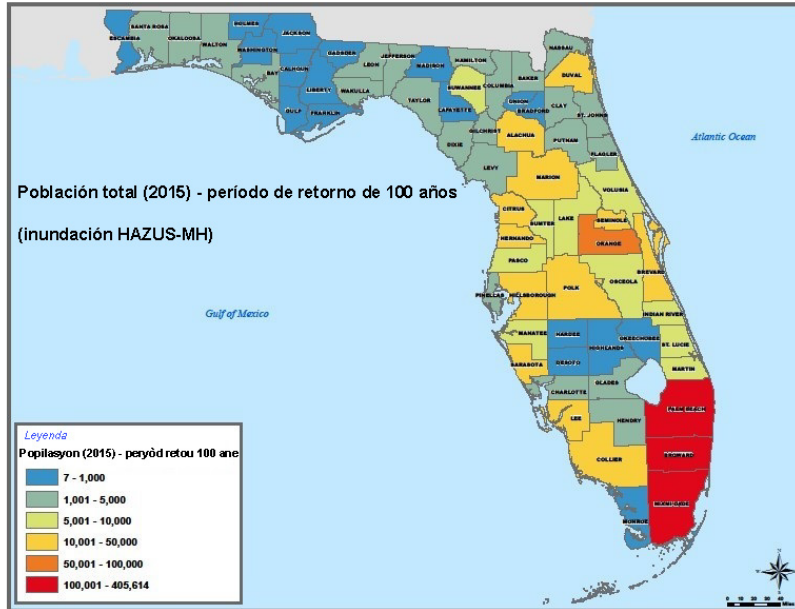 HOLMES
JACKSON
SANTA ROSA
ESCAMBIA
OKALOOSA
WALTON
WASHINGTON
GADSDEN
NASSAU
JEFFERSON
MADISON
HAMILTON
CALHOUN
LEON
BAY
DUVAL
BAKER
COLUMBIA
SUWANNEE
LIBERTY
WAKULLA
TAYLOR
LAFAYETTE
UNION
BRADFORD
CLAY
ST. JOHNS
GULF
FRANKLIN
GILCHRIST
ALACHUA
PUTNAM
DIXIE
FLAGLER
LEVY
Atlantic Ocean
MARION
VOLUSIA
Población total (2015) - período de retorno de 100 años
(inundación HAZUS-MH)
CITRUS
SUMTER
LAKE
SEMINOLE
HERNANDO
ORANGE
PASCO
BREVARD
OSCEOLA
PINELLAS
HILLSBOROUGH
POLK
Gulf of Mexico
INDIAN RIVER
MANATEE
HARDEE
OKEECHOBEE
HIGHLANDS
ST. LUCIE
SARASOTA
DESOTO
MARTIN
CHARLOTTE
GLADES
PALM BEACH
LEE
HENDRY
COLLIER
BROWARD
MIAMI-DADE
MONROE
Leyenda
Popilasyon (2015) - peryòd retou 100 ane
7 - 1,000
1,001 - 5,000
5,001 - 10,000
10,001 - 50,000
50,001 - 100,000
100,001 - 405,614
0 10 20 30 40
Miles